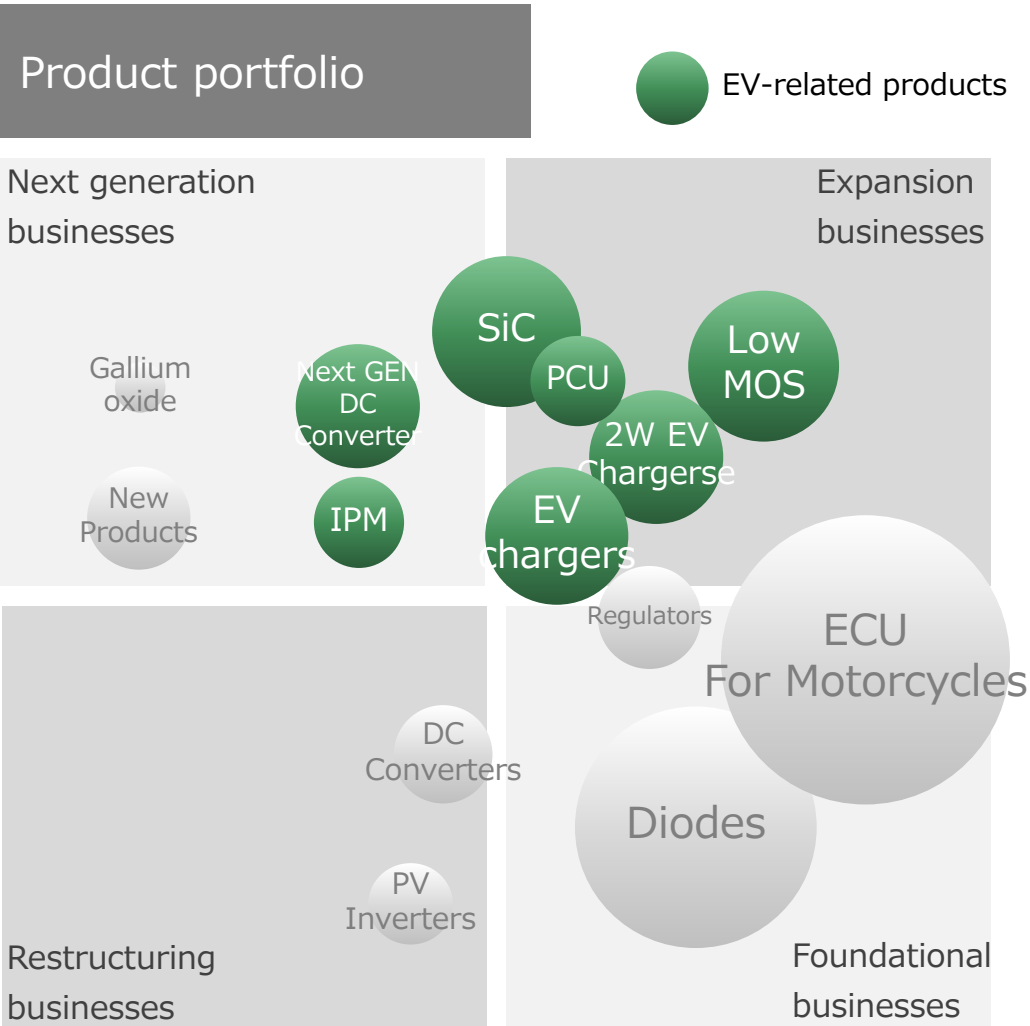 Product portfolio
EV-related products
Next generation
businesses
Expansion
businesses
SiC
Low
MOS
Gallium
oxide
Next GEN
DC
Converter
PCU
2W EV
Chargerse
New
Products
IPM
EV
chargers
Regulators
ECU
For Motorcycles
DC
Converters
Diodes
PV
Inverters
Restructuring
businesses
Foundational
businesses